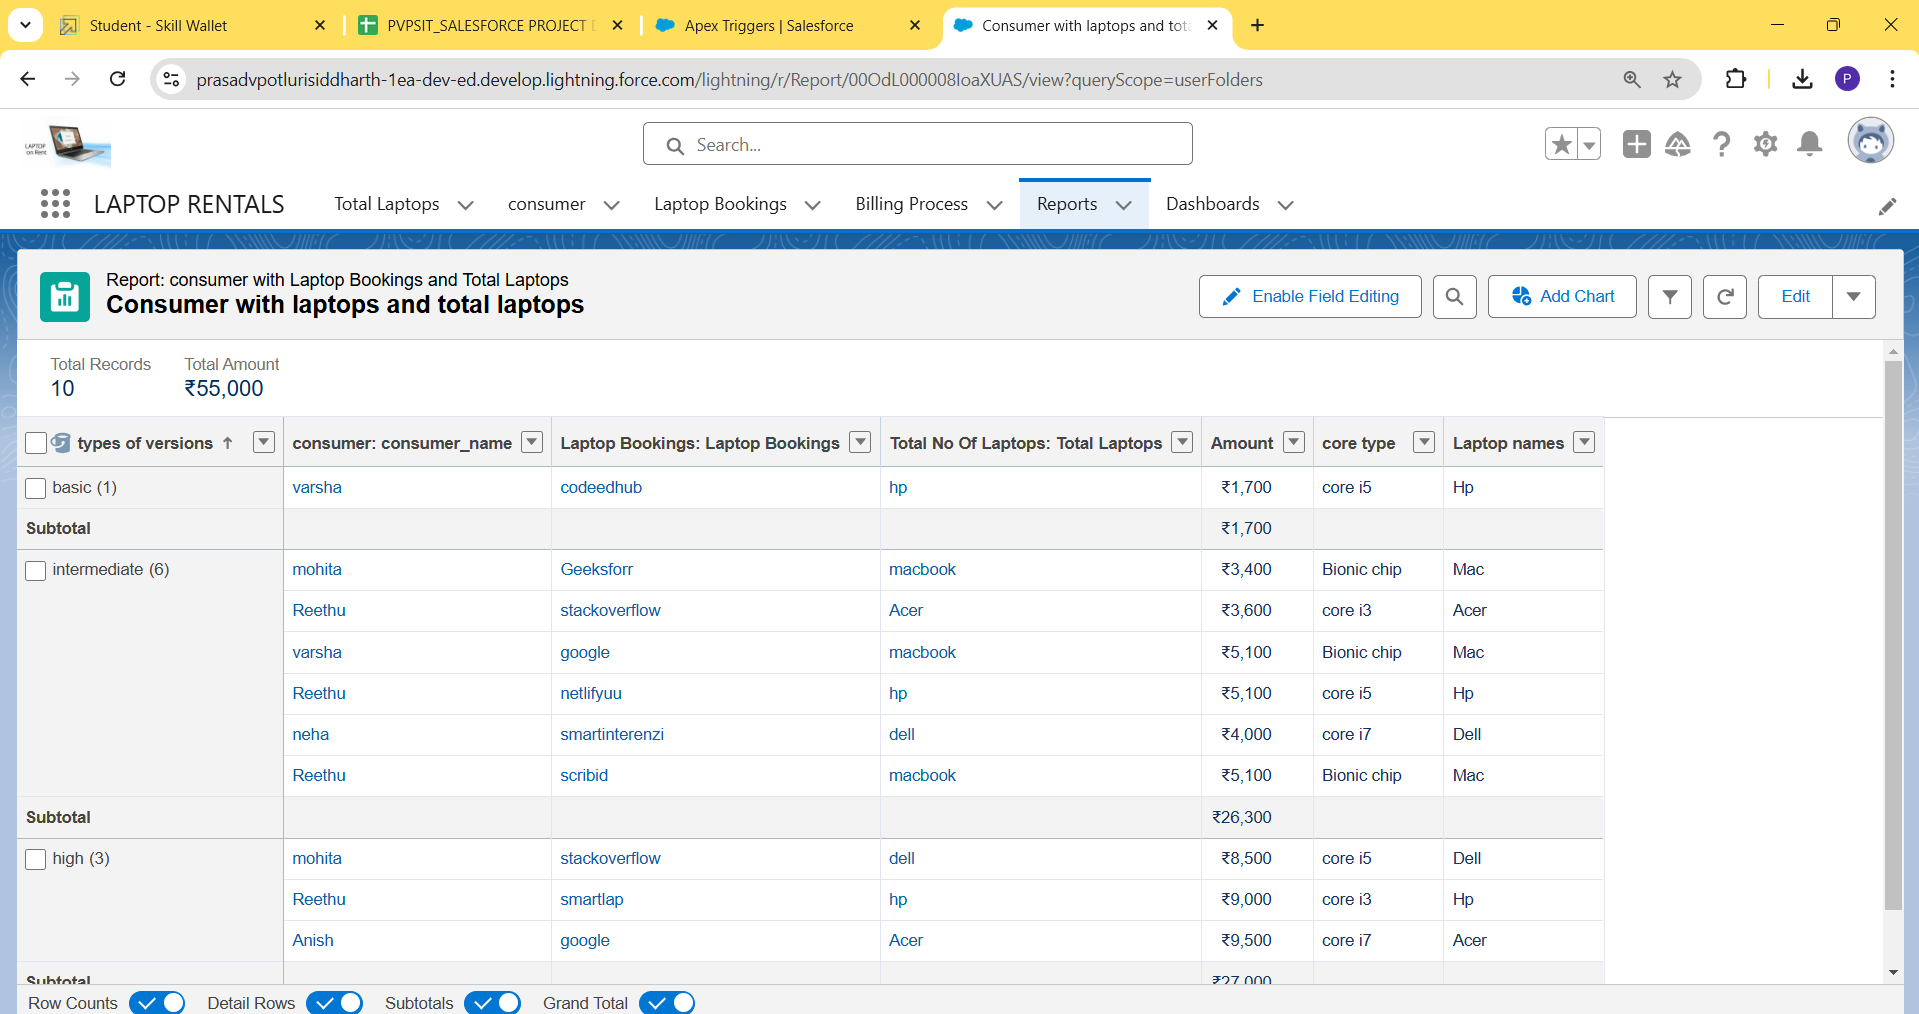 Student - Skill Wallet
PVPSIT_SALESFORCE PROJECT
Apex Triggers | Salesforce
Consumer with laptops and tota
prasadvpotlurisiddharth-1ea-dev-ed.develop.lightning.force.com/lightning/r/Report/00OdL000008IoaXUAS/view?queryScope=userFolders
P
LAPTOP
on Rent
Search...
LAPTOP RENTALS Total Laptops consumer Laptop Bookings Billing Process Reports Dashboards
Report: consumer with Laptop Bookings and Total Laptops
Consumer with laptops and total laptops
Enable Field Editing Add Chart Edit
Total Records Total Amount
10 ₹55,000
types of versions ↑ consumer: consumer_name Laptop Bookings: Laptop Bookings Total No Of Laptops: Total Laptops Amount core type Laptop names
basic (1) varsha codeedhub hp ₹1,700 core i5 Hp
Subtotal ₹1,700
intermediate (6) mohita Geeksforr macbook ₹3,400 Bionic chip Mac
Reethu stackoverflow Acer ₹3,600 core i3 Acer
varsha google macbook ₹5,100 Bionic chip Mac
Reethu netlifyuu hp ₹5,100 core i5 Hp
neha smartinterenzi dell ₹4,000 core i7 Dell
Reethu scribid macbook ₹5,100 Bionic chip Mac
Subtotal ₹26,300
high (3) mohita stackoverflow dell ₹8,500 core i5 Dell
Reethu smartlap hp ₹9,000 core i3 Hp
Anish google Acer ₹9,500 core i7 Acer
Subtotal ₹27,000
Row Counts Detail Rows Subtotals Grand Total